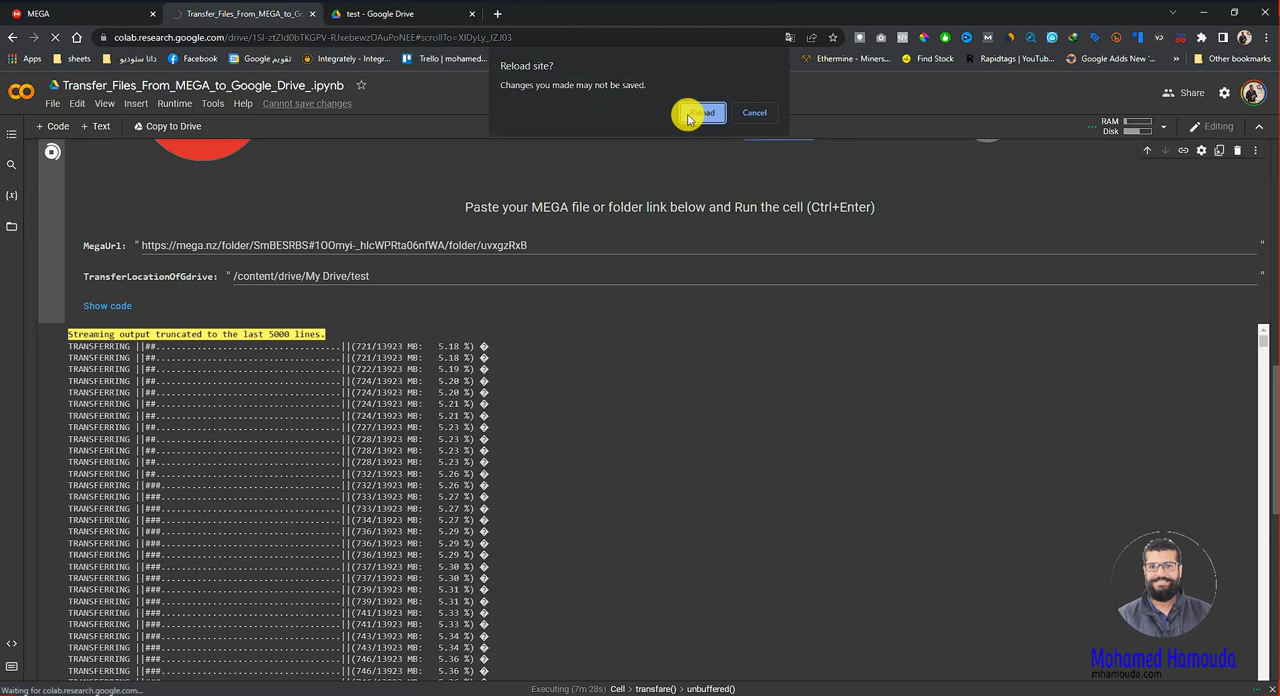 MEGA
Transfer_Files_From_MEGA_to_Go
test - Google Drive
colab.research.google.com/drive/1SI-ztZId0bTKGPV-RJxebewzOAuPoNEE#scrollTo=XIDyLy_JZJ03
Apps
sheets
دانا ستوديو
Facebook
تقويم Google
Integrately - Integr...
Trello | mohamed...
Ethermine - Miners...
Find Stock
Rapidtags | YouTub...
Google Adds New...
Other bookmarks
Reload site?
Changes you made may not be saved.
Reload
Cancel
Transfer_Files_From_MEGA_to_Google_Drive_.ipynb
File Edit View Insert Runtime Tools Help Cannot save changes
Share
+ Code + Text Copy to Drive
RAM
Disk
Editing
Paste your MEGA file or folder link below and Run the cell (Ctrl+Enter)
MegaUrl: " https://mega.nz/folder/SmBESRBS#1OOmyi-_hlcWPRta06nfWA/folder/uvxgzRxB "
TransferLocationOfGdrive: " /content/drive/My Drive/test "
Show code
Streaming output truncated to the last 5000 lines.
TRANSFERRING ||##.....................................||(721/13923 MB:   5.18 %) �
TRANSFERRING ||##.....................................||(721/13923 MB:   5.18 %) �
TRANSFERRING ||##.....................................||(722/13923 MB:   5.19 %) �
TRANSFERRING ||##.....................................||(724/13923 MB:   5.20 %) �
TRANSFERRING ||##.....................................||(724/13923 MB:   5.20 %) �
TRANSFERRING ||##.....................................||(724/13923 MB:   5.21 %) �
TRANSFERRING ||##.....................................||(724/13923 MB:   5.21 %) �
TRANSFERRING ||##.....................................||(727/13923 MB:   5.23 %) �
TRANSFERRING ||##.....................................||(728/13923 MB:   5.23 %) �
TRANSFERRING ||##.....................................||(728/13923 MB:   5.23 %) �
TRANSFERRING ||##.....................................||(728/13923 MB:   5.23 %) �
TRANSFERRING ||##.....................................||(732/13923 MB:   5.26 %) �
TRANSFERRING ||###....................................||(732/13923 MB:   5.26 %) �
TRANSFERRING ||###....................................||(733/13923 MB:   5.27 %) �
TRANSFERRING ||###....................................||(733/13923 MB:   5.27 %) �
TRANSFERRING ||###....................................||(734/13923 MB:   5.27 %) �
TRANSFERRING ||###....................................||(736/13923 MB:   5.29 %) �
TRANSFERRING ||###....................................||(736/13923 MB:   5.29 %) �
TRANSFERRING ||###....................................||(736/13923 MB:   5.29 %) �
TRANSFERRING ||###....................................||(737/13923 MB:   5.30 %) �
TRANSFERRING ||###....................................||(737/13923 MB:   5.30 %) �
TRANSFERRING ||###....................................||(739/13923 MB:   5.31 %) �
TRANSFERRING ||###....................................||(739/13923 MB:   5.31 %) �
TRANSFERRING ||###....................................||(741/13923 MB:   5.33 %) �
TRANSFERRING ||###....................................||(741/13923 MB:   5.33 %) �
TRANSFERRING ||###....................................||(743/13923 MB:   5.34 %) �
TRANSFERRING ||###....................................||(743/13923 MB:   5.34 %) �
TRANSFERRING ||###....................................||(746/13923 MB:   5.36 %) �
TRANSFERRING ||###....................................||(746/13923 MB:   5.36 %) �
Mohamed Hamouda
mhamouda.com
Waiting for colab.research.google.com...
Executing (7m 28s) Cell > transfare() > unbuffered()